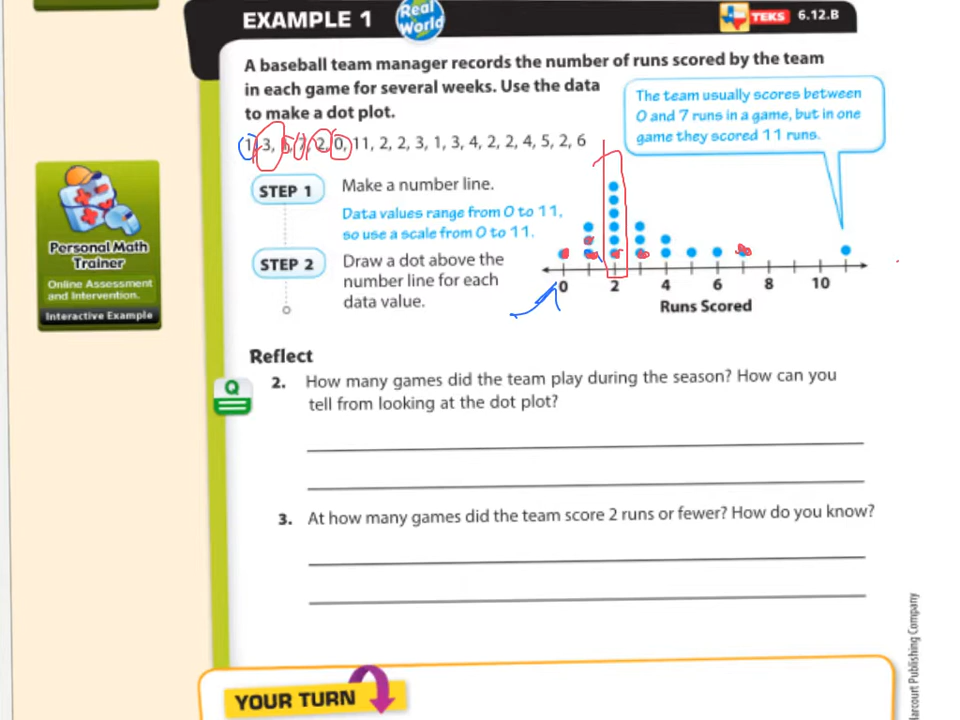 EXAMPLE 1
Real World
TEKS 6.12.B
A baseball team manager records the number of runs scored by the team
in each game for several weeks. Use the data
to make a dot plot.
1, 3, 7, 2, 0, 11, 2, 2, 3, 1, 3, 4, 2, 2, 4, 5, 2, 6
The team usually scores between
0 and 7 runs in a game, but in one
game they scored 11 runs.
STEP 1 Make a number line.
Data values range from 0 to 11,
so use a scale from 0 to 11.
STEP 2 Draw a dot above the
number line for each
data value.
0 2 4 6 8 10
Runs Scored
Personal Math
Trainer
Online Assessment
and Intervention.
Interactive Example
Reflect
Q
2. How many games did the team play during the season? How can you
tell from looking at the dot plot?
3. At how many games did the team score 2 runs or fewer? How do you know?
YOUR TURN
arcourt Publishing Company